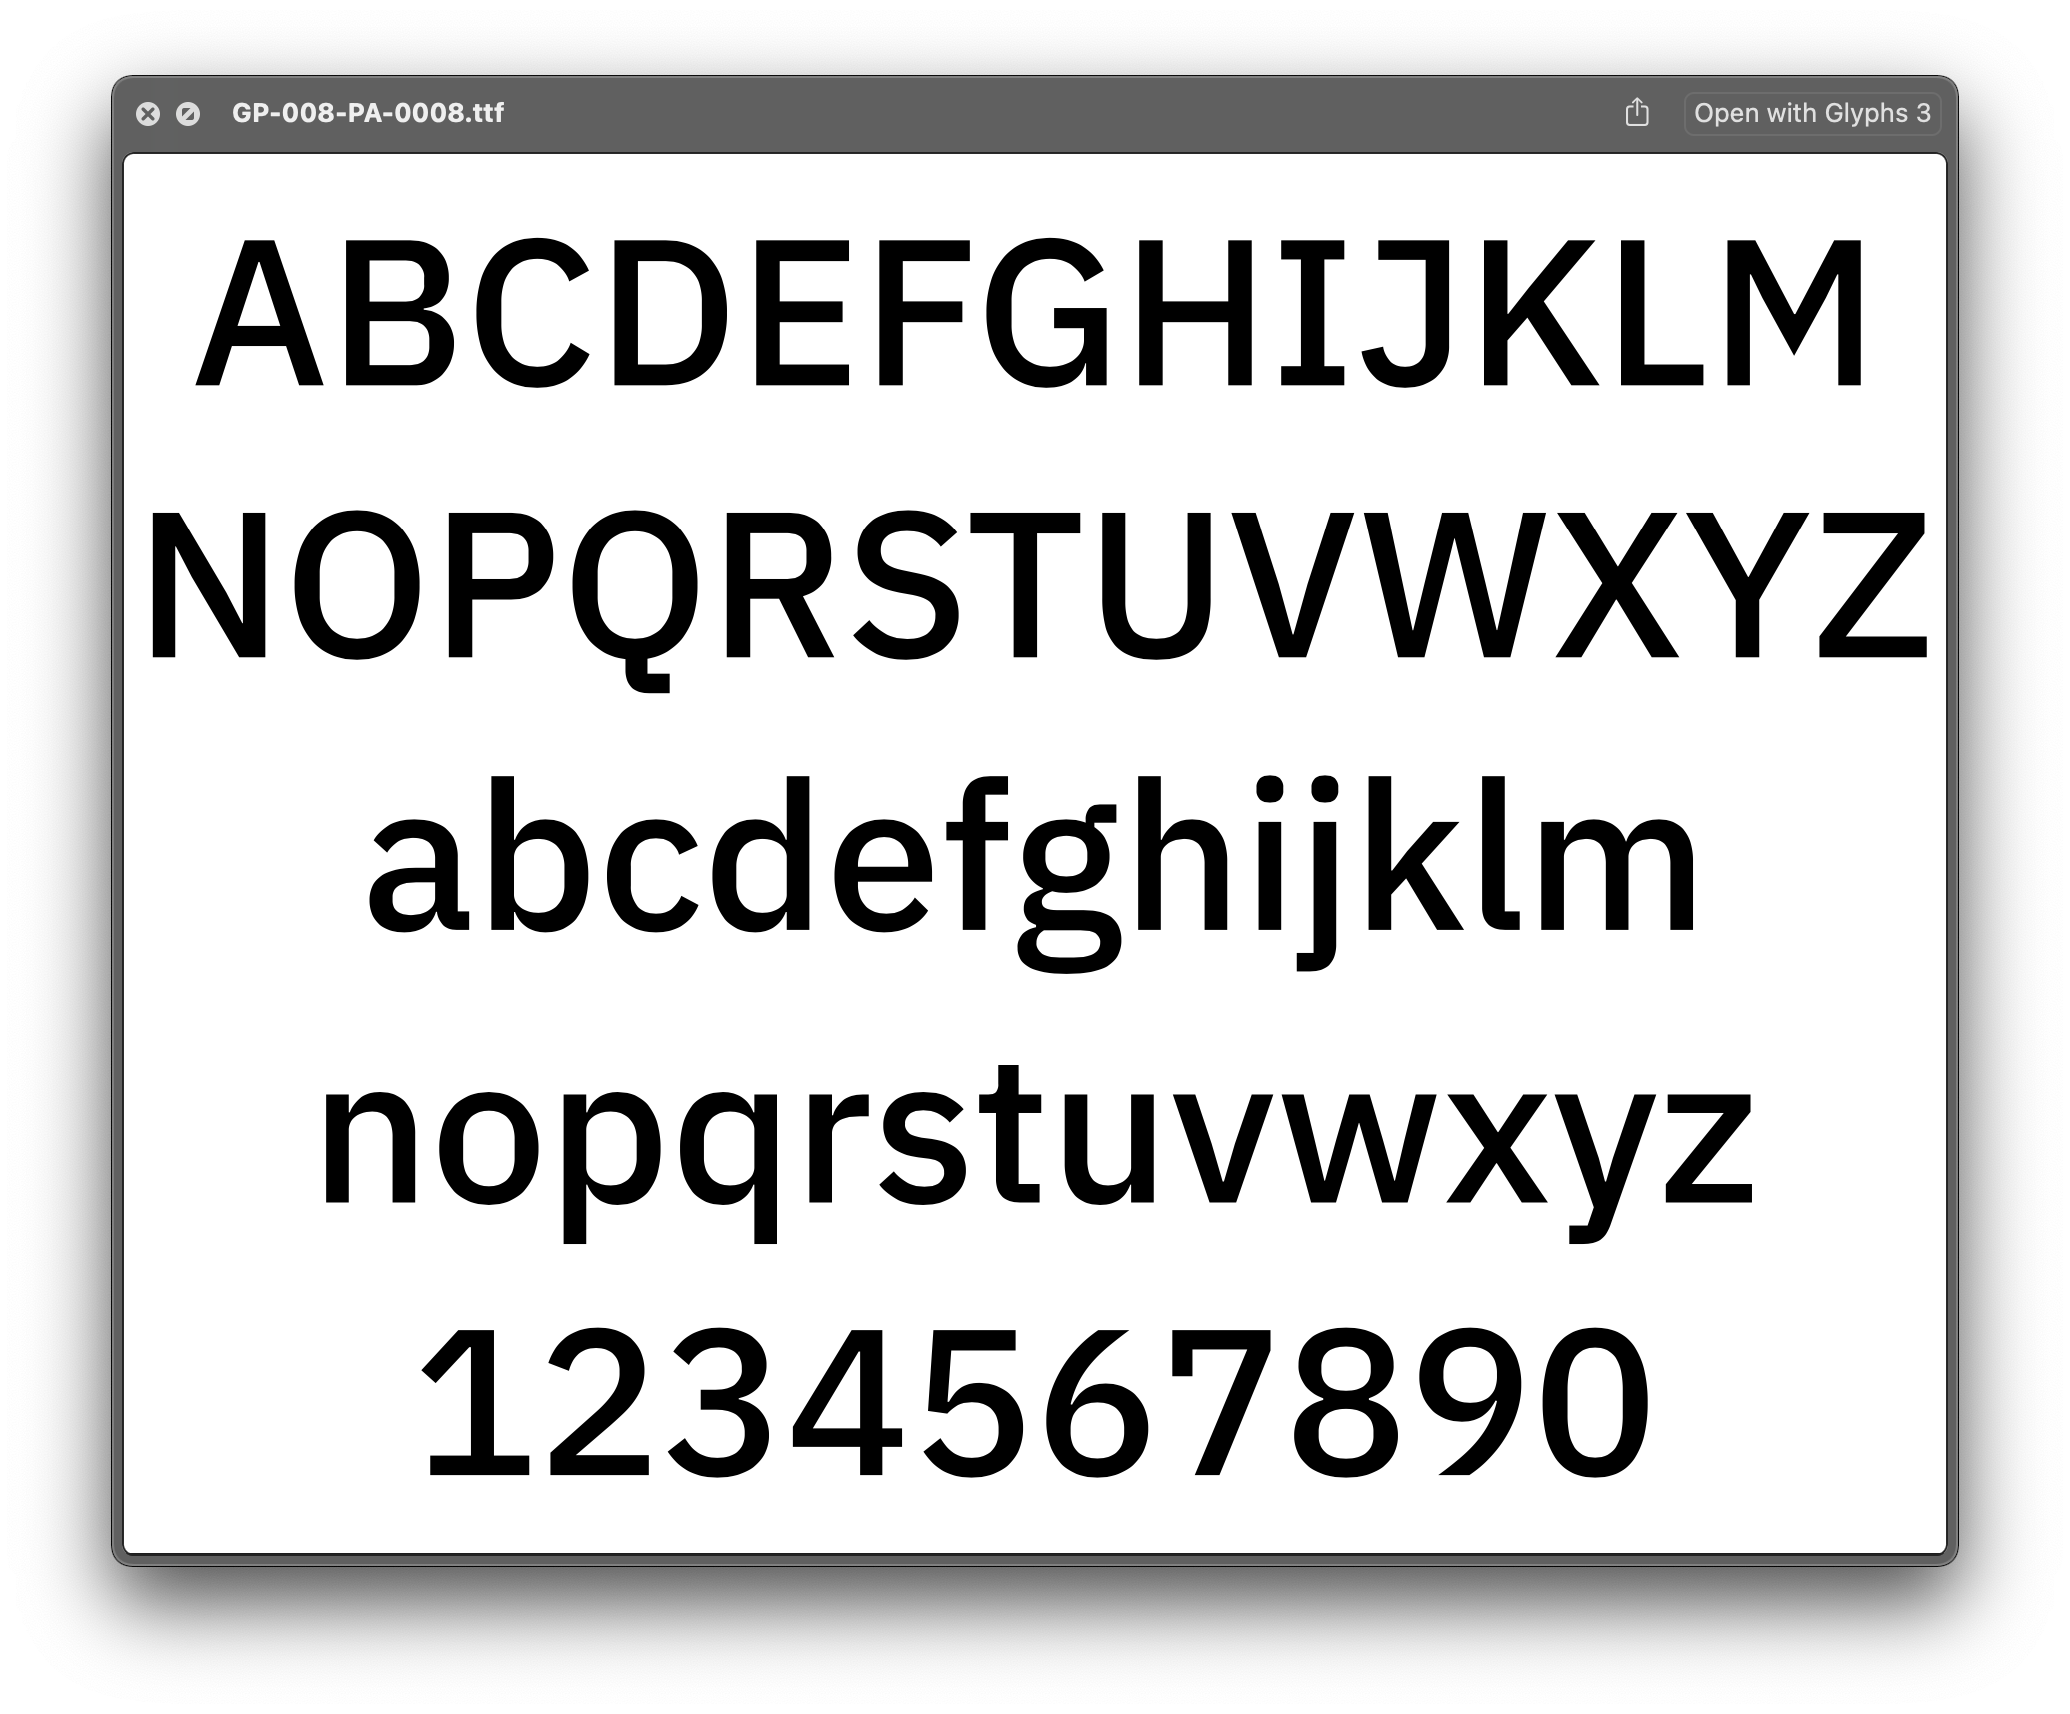 GP-008-PA-0008.ttf
Open with Glyphs 3
ABCDEFGHIJKLM
NOPQRSTUVWXYZ
abcdefghijklm
nopqrstuvwxyz
1234567890